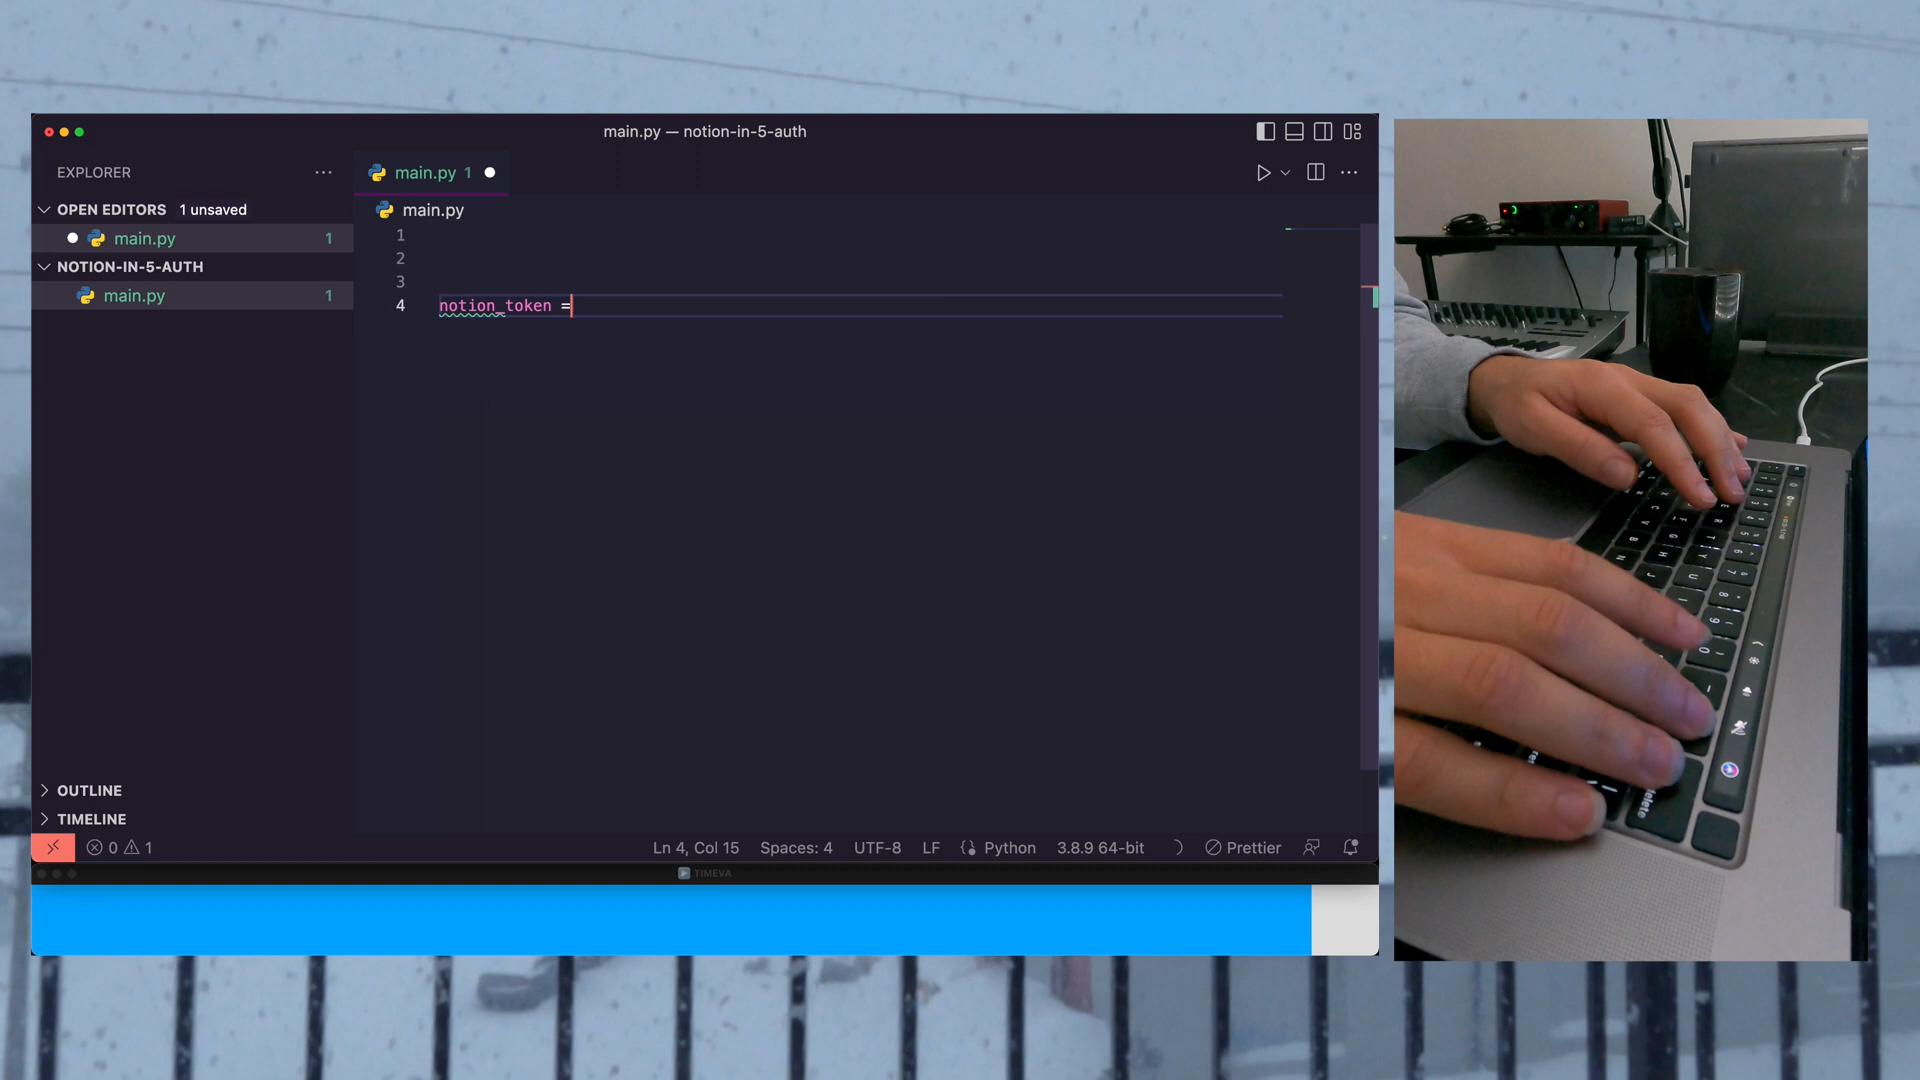 main.py — notion-in-5-auth
EXPLORER
main.py 1
OPEN EDITORS 1 unsaved
main.py
main.py 1
1
2
NOTION-IN-5-AUTH
3
main.py 1
4 notion_token =
OUTLINE
TIMELINE
0 1
Ln 4, Col 15 Spaces: 4 UTF-8 LF Python 3.8.9 64-bit Prettier
TIMEVA
delete